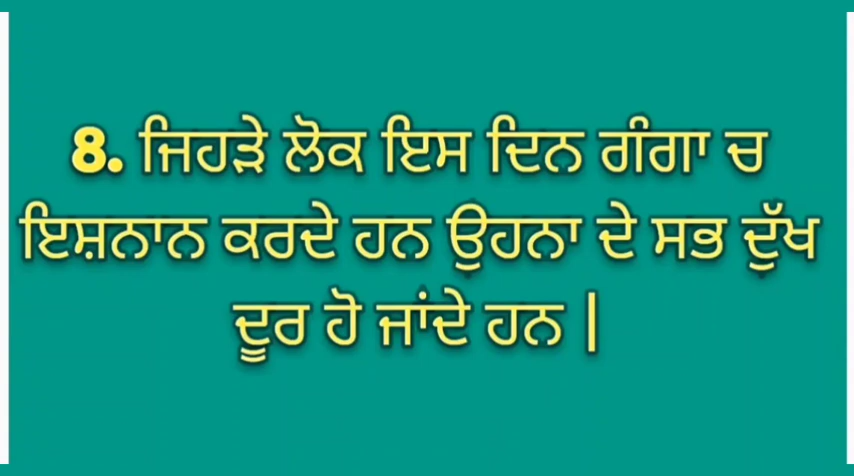 8. ਜਿਹੜੇ ਲੋਕ ਇਸ ਦਿਨ ਗੰਗਾ ਚ
ਇਸ਼ਨਾਨ ਕਰਦੇ ਹਨ ਉਹਨਾ ਦੇ ਸਭ ਦੁੱਖ
ਦੂਰ ਹੋ ਜਾਂਦੇ ਹਨ |